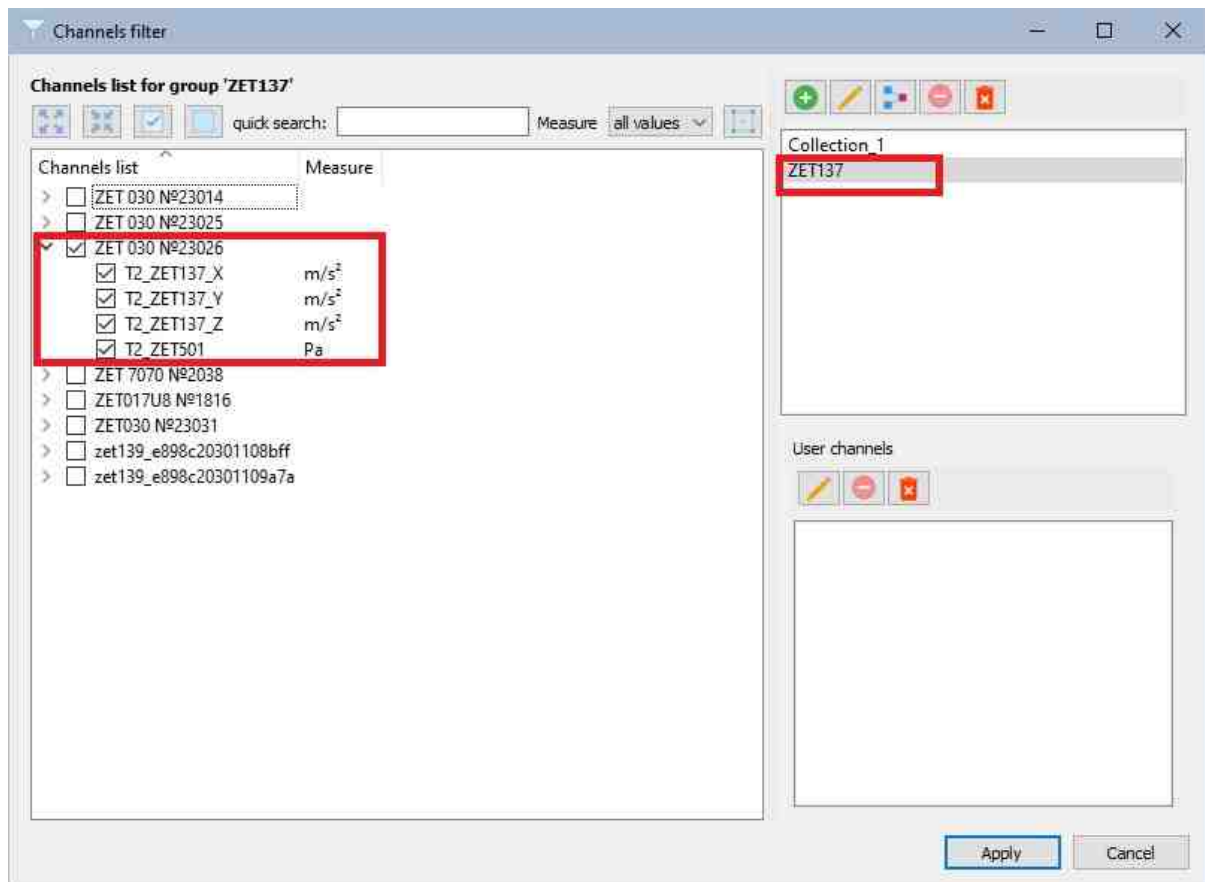 Channels filter
Channels list for group 'ZET137'
quick search: Measure all values
Channels list Measure
ZET 030 №23014
ZET 030 №23025
ZET 030 №23026
T2_ZET137_X m/s²
T2_ZET137_Y m/s²
T2_ZET137_Z m/s²
T2_ZET501 Pa
ZET 7070 №2038
ZET017U8 №1816
ZET030 №23031
zet139_e898c20301108bff
zet139_e898c20301109a7a
Collection_1
ZET137
User channels
Apply Cancel